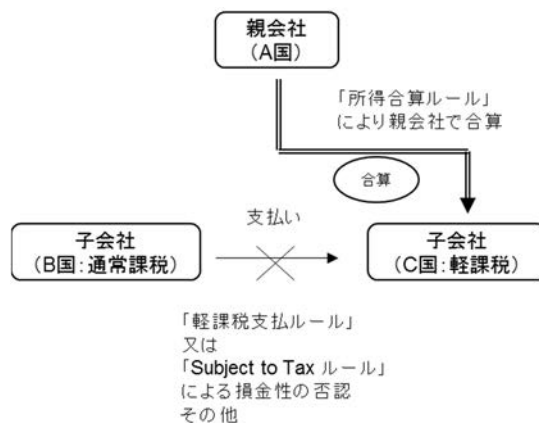 親会社
(A国)
「所得合算ルール」
により親会社で合算
合算
支払い
子会社
(B国:通常課税)
子会社
(C国:軽課税)
「軽課税支払ルール」
又は
「Subject to Tax ルール」
による損金性の否認
その他